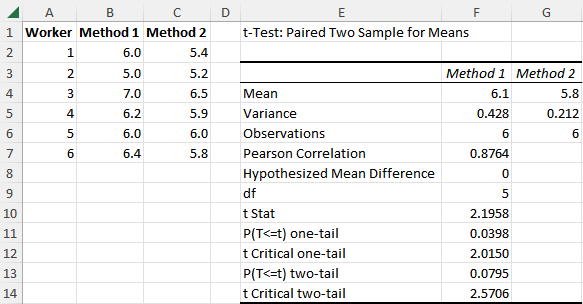 A B C D E F G
1 Worker Method 1 Method 2 t-Test: Paired Two Sample for Means
2 1 6.0 5.4
3 2 5.0 5.2 Method 1 Method 2
4 3 7.0 6.5 Mean 6.1 5.8
5 4 6.2 5.9 Variance 0.428 0.212
6 5 6.0 6.0 Observations 6 6
7 6 6.4 5.8 Pearson Correlation 0.8764
8 Hypothesized Mean Difference 0
9 df 5
10 t Stat 2.1958
11 P(T<=t) one-tail 0.0398
12 t Critical one-tail 2.0150
13 P(T<=t) two-tail 0.0795
14 t Critical two-tail 2.5706